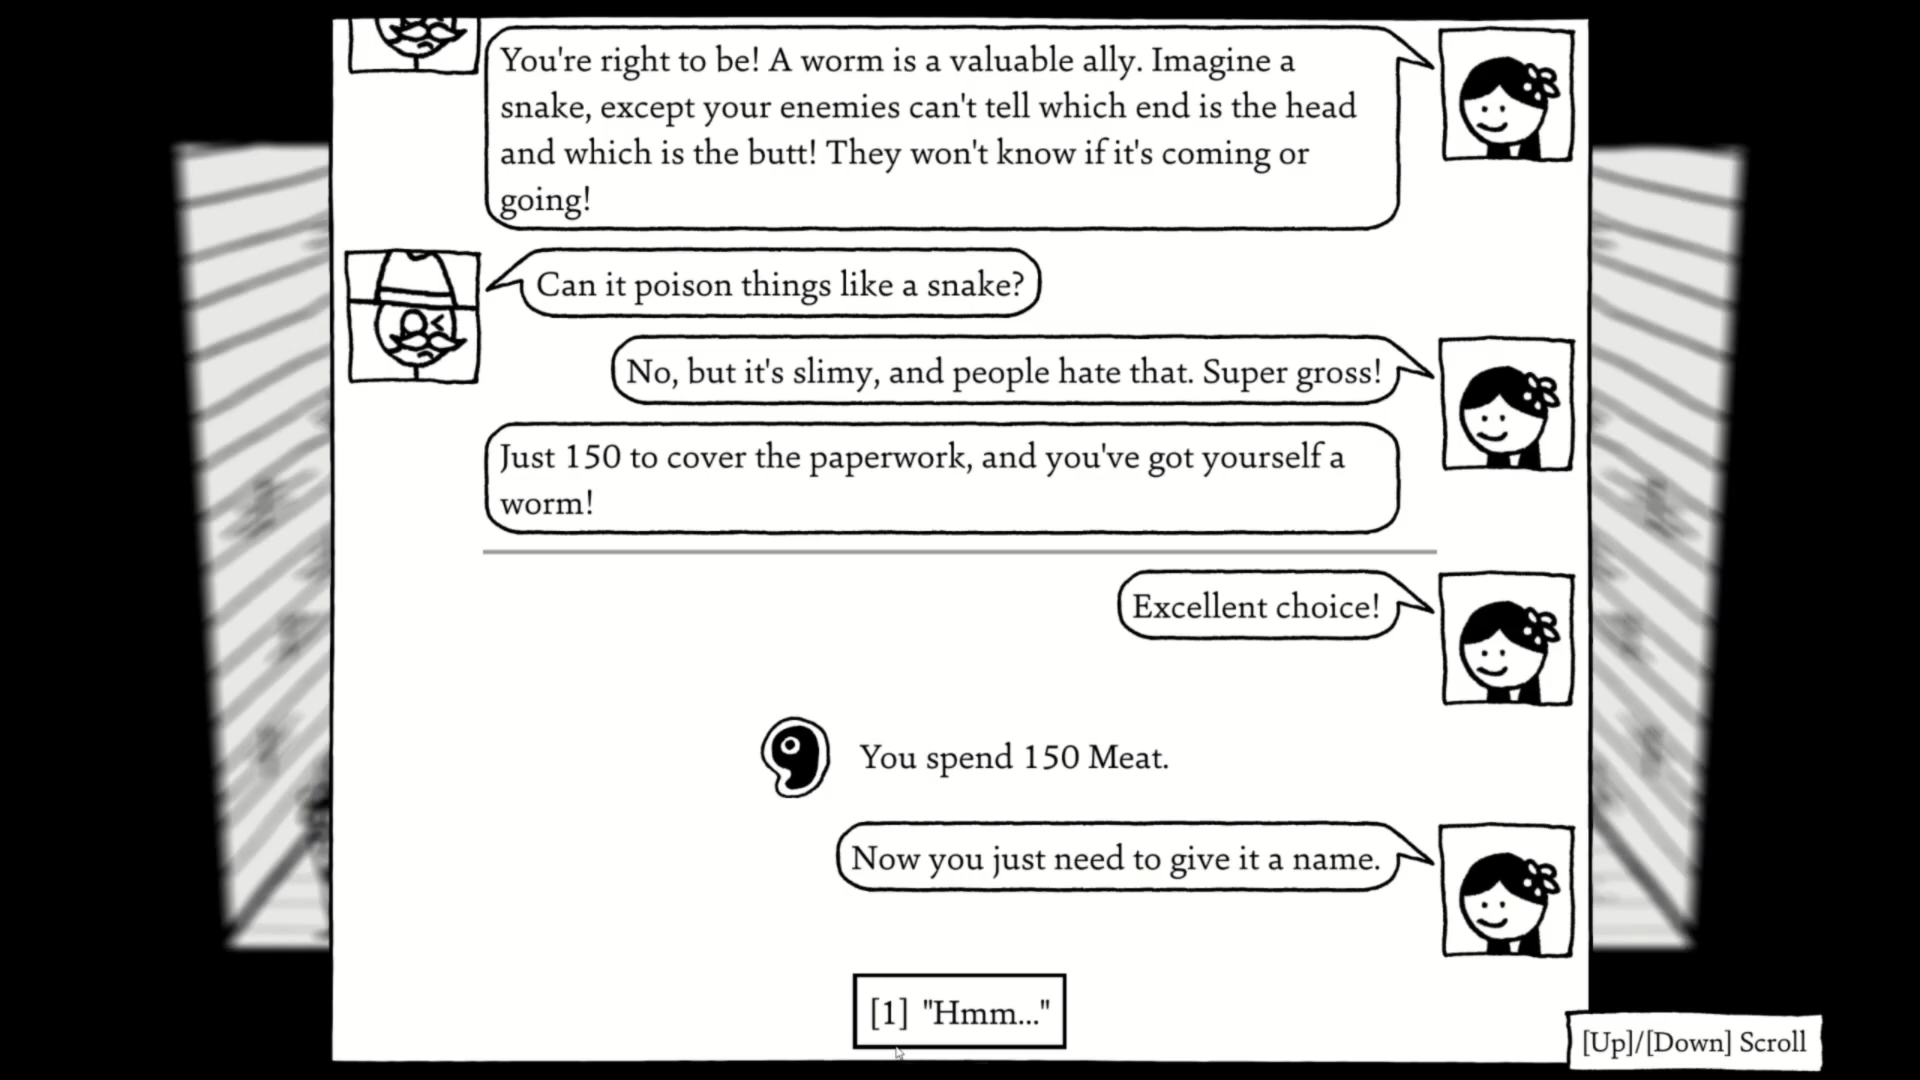 You're right to be! A worm is a valuable ally. Imagine a
snake, except your enemies can't tell which end is the head
and which is the butt! They won't know if it's coming or
going!
Can it poison things like a snake?
No, but it's slimy, and people hate that. Super gross!
Just 150 to cover the paperwork, and you've got yourself a
worm!
Excellent choice!
You spend 150 Meat.
Now you just need to give it a name.
[1] "Hmm..."
[Up]/[Down] Scroll